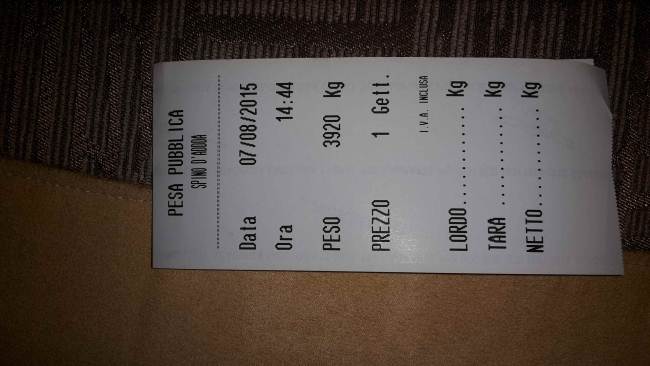 PESA PUBBLICA
SPINO D'ADDA
Data 07/08/2015
Ora 14:44
PESO 3920 Kg
PREZZO 1 Gett.
I.V.A. INCLUSA
LORDO............ Kg
TARA ............ Kg
NETTO............ Kg